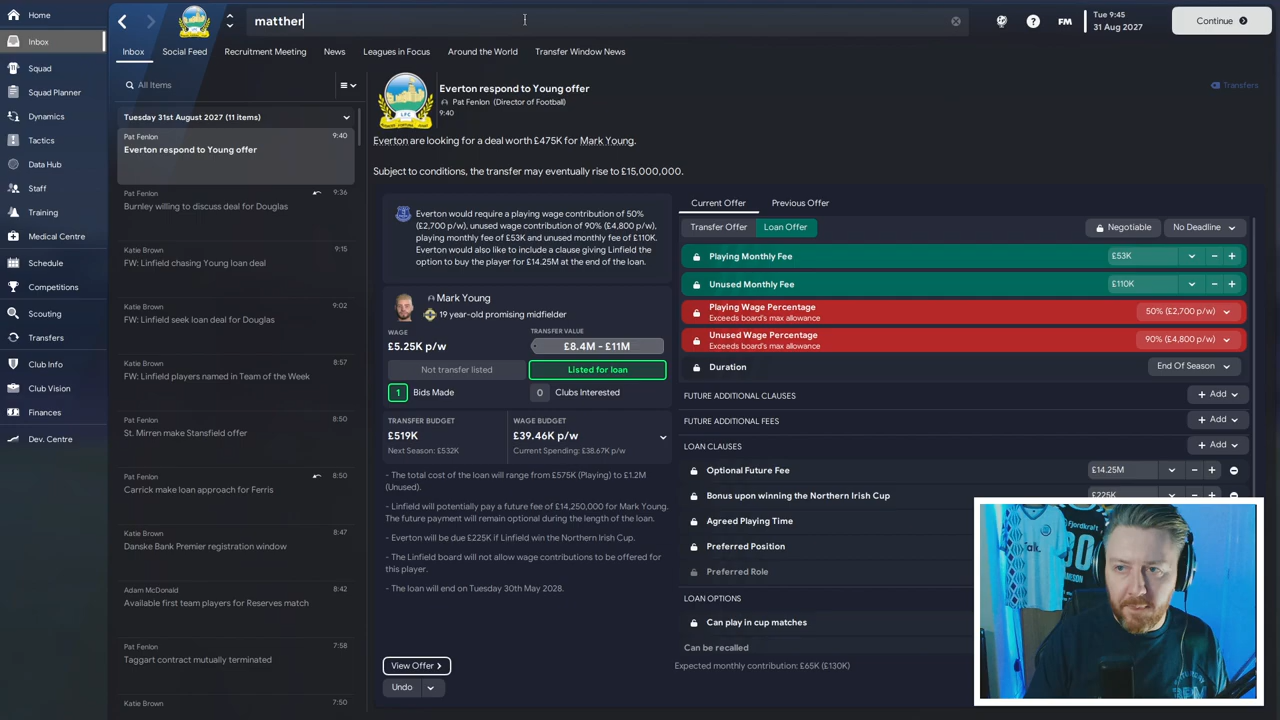 Home
matther
FM
Tue 9:45
31 Aug 2027
Continue
Inbox
Squad
Squad Planner
Dynamics
Tactics
Data Hub
Staff
Training
Medical Centre
Schedule
Competitions
Scouting
Transfers
Club Info
Club Vision
Finances
Dev. Centre
Inbox
Social Feed
Recruitment Meeting
News
Leagues in Focus
Around the World
Transfer Window News
All Items
Tuesday 31st August 2027 (11 items)
Pat Fenlon
9:40
Everton respond to Young offer
Pat Fenlon
9:36
Burnley willing to discuss deal for Douglas
Katie Brown
9:15
FW: Linfield chasing Young loan deal
Katie Brown
9:02
FW: Linfield seek loan deal for Douglas
Katie Brown
8:57
FW: Linfield players named in Team of the Week
Pat Fenlon
8:50
St. Mirren make Stansfield offer
Pat Fenlon
8:50
Carrick make loan approach for Ferris
Katie Brown
8:47
Danske Bank Premier registration window
Adam McDonald
8:42
Available first team players for Reserves match
Pat Fenlon
7:58
Taggart contract mutually terminated
Katie Brown
7:50
Everton respond to Young offer
Pat Fenlon (Director of Football)
9:40
Transfers
Everton are looking for a deal worth £475K for Mark Young.
Subject to conditions, the transfer may eventually rise to £15,000,000.
Everton would require a playing wage contribution of 50%
(£2,700 p/w), unused wage contribution of 90% (£4,800 p/w),
playing monthly fee of £53K and unused monthly fee of £110K.
Everton would also like to include a clause giving Linfield the
option to buy the player for £14.25M at the end of the loan.
Mark Young
19 year-old promising midfielder
WAGE
£5.25K p/w
TRANSFER VALUE
£8.4M - £11M
Not transfer listed
Listed for loan
1
Bids Made
0
Clubs Interested
TRANSFER BUDGET
£519K
Next Season: £532K
WAGE BUDGET
£39.46K p/w
Current Spending: £38.67K p/w
- The total cost of the loan will range from £575K (Playing) to £1.2M
(Unused).
- Linfield will potentially pay a future fee of £14,250,000 for Mark Young.
The future payment will remain optional during the length of the loan.
- Everton will be due £225K if Linfield win the Northern Irish Cup.
- The Linfield board will not allow wage contributions to be offered for
this player.
- The loan will end on Tuesday 30th May 2028.
View Offer
Undo
Current Offer
Previous Offer
Transfer Offer
Loan Offer
Negotiable
No Deadline
Playing Monthly Fee
£53K
Unused Monthly Fee
£110K
Playing Wage Percentage
Exceeds board's max allowance
50% (£2,700 p/w)
Unused Wage Percentage
Exceeds board's max allowance
90% (£4,800 p/w)
Duration
End Of Season
FUTURE ADDITIONAL CLAUSES
Add
FUTURE ADDITIONAL FEES
Add
LOAN CLAUSES
Add
Optional Future Fee
£14.25M
Bonus upon winning the Northern Irish Cup
£225K
Agreed Playing Time
Preferred Position
Preferred Role
LOAN OPTIONS
Can play in cup matches
Can be recalled
Expected monthly contribution: £65K (£130K)